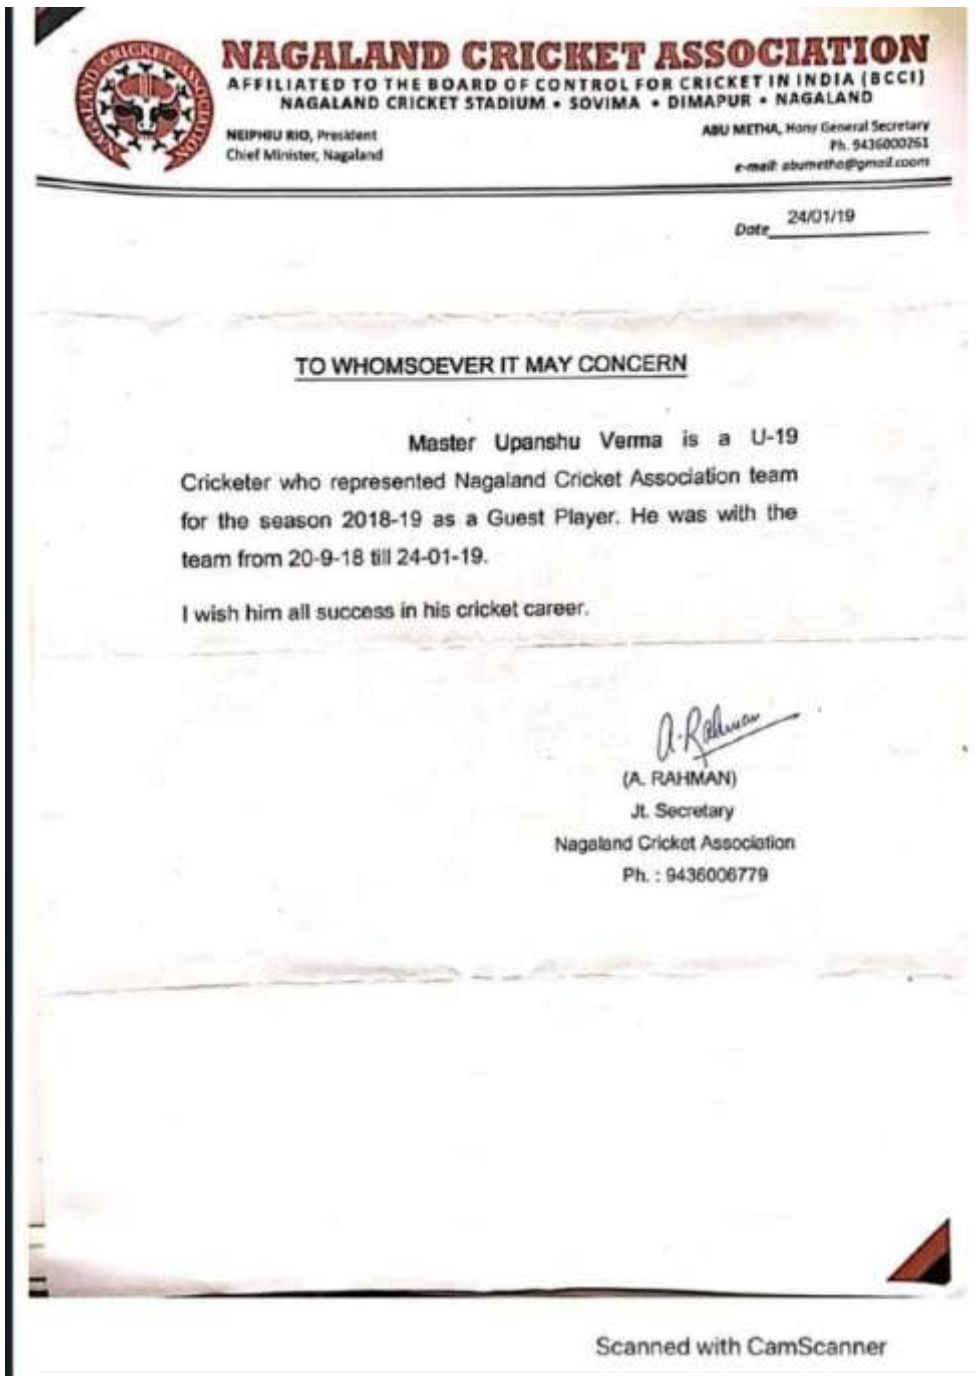 NAGALAND CRICKET ASSOCIATION
AFFILIATED TO THE BOARD OF CONTROL FOR CRICKET IN INDIA (BCCI)
NAGALAND CRICKET STADIUM • SOVIMA • DIMAPUR • NAGALAND
NEIPHIU RIO, President
Chief Minister, Nagaland
ABU METHA, Hony General Secretary
Ph. 9436000261
e-mail: abumetha@gmail.coom
NAGALAND CRICKET ASSOCIATION
Date 24/01/19
TO WHOMSOEVER IT MAY CONCERN
Master Upanshu Verma is a U-19
Cricketer who represented Nagaland Cricket Association team
for the season 2018-19 as a Guest Player. He was with the
team from 20-9-18 till 24-01-19.
I wish him all success in his cricket career.
A. Rahman
(A. RAHMAN)
Jt. Secretary
Nagaland Cricket Association
Ph. : 9436006779
Scanned with CamScanner